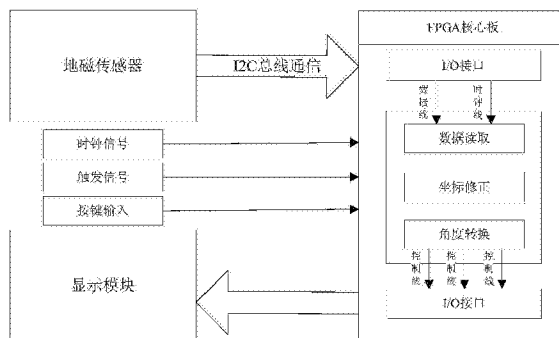 FPGA核心板
地磁传感器
I2C总线通信
I/O接口
数据线
时钟线
时钟信号
触发信号
按键输入
数据读取
坐标修正
角度转换
控制线
控制线
控制线
显示模块
I/O接口